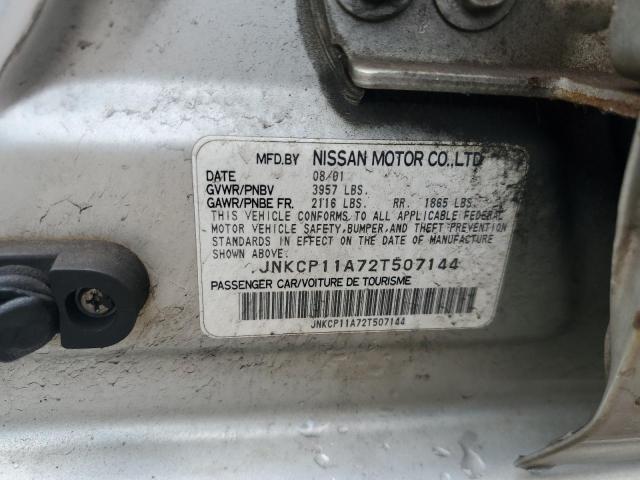 MFD.BY NISSAN MOTOR CO.,LTD
DATE 08/01
GVWR/PNBV 3957 LBS.
GAWR/PNBE FR. 2116 LBS. RR. 1865 LBS.
THIS VEHICLE CONFORMS TO ALL APPLICABLE FEDERAL
MOTOR VEHICLE SAFETY, BUMPER, AND THEFT PREVENTION
STANDARDS IN EFFECT ON THE DATE OF MANUFACTURE
SHOWN ABOVE.
JNKCP11A72T507144
PASSENGER CAR/VOITURE DE TOURISME
JNKCP11A72T507144